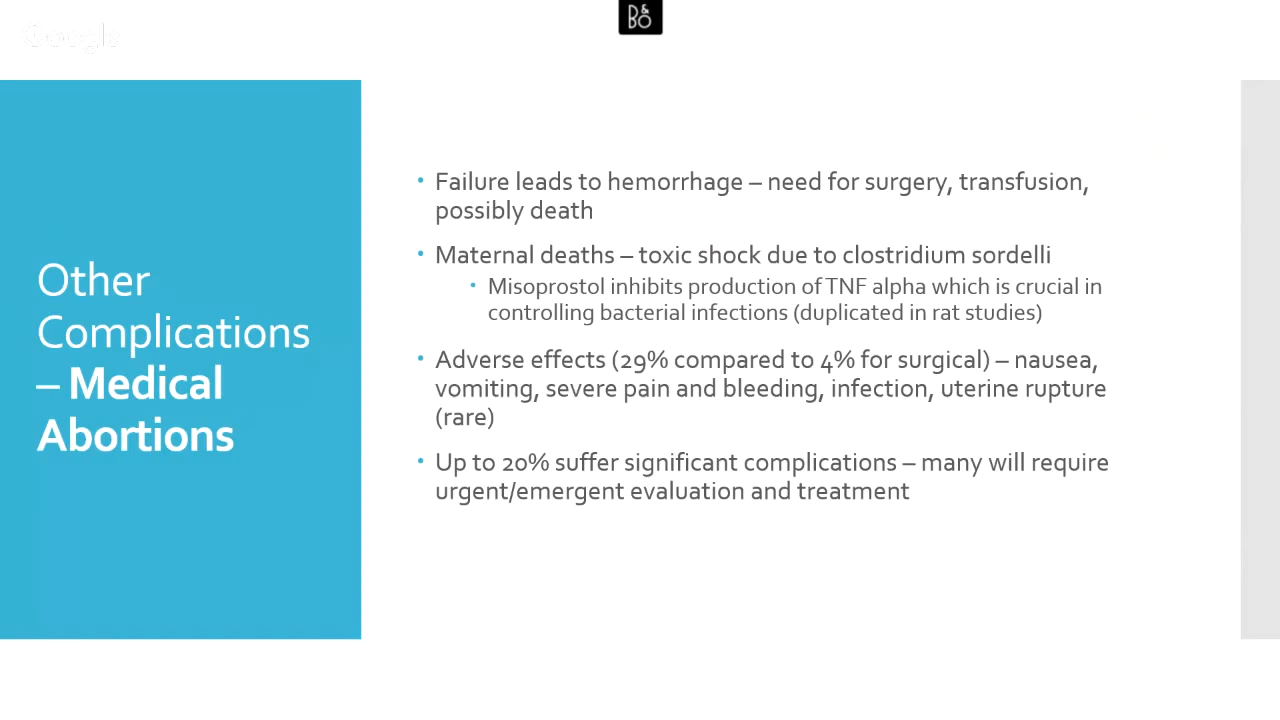 Google
D&
BO
Other
Complications
– Medical
Abortions
• Failure leads to hemorrhage – need for surgery, transfusion,
possibly death
• Maternal deaths – toxic shock due to clostridium sordelli
• Misoprostol inhibits production of TNF alpha which is crucial in
controlling bacterial infections (duplicated in rat studies)
• Adverse effects (29% compared to 4% for surgical) – nausea,
vomiting, severe pain and bleeding, infection, uterine rupture
(rare)
• Up to 20% suffer significant complications – many will require
urgent/emergent evaluation and treatment